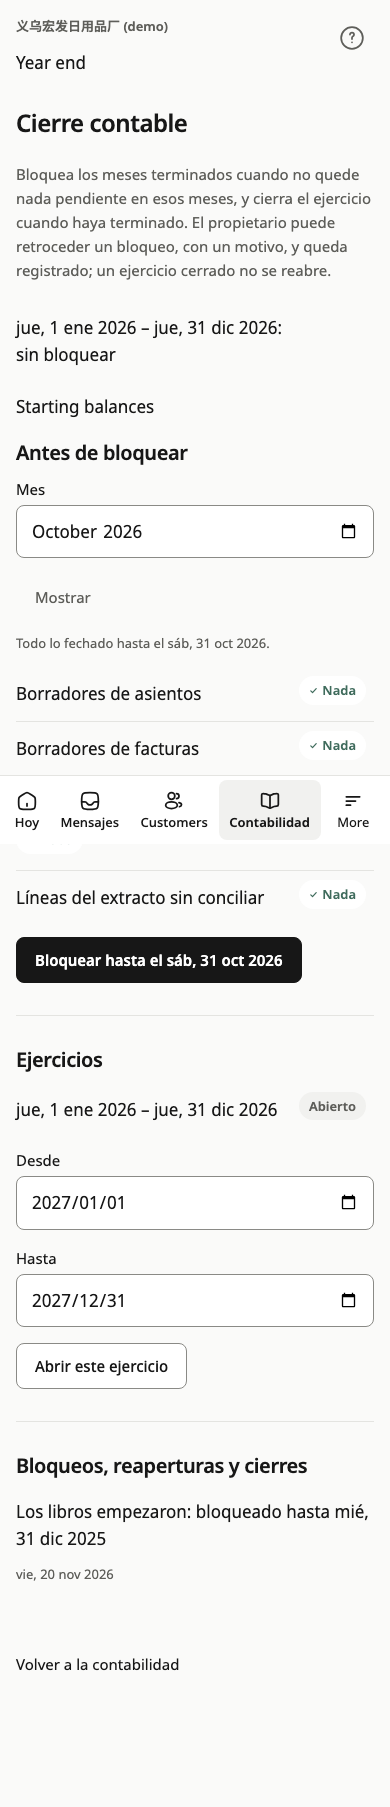 义乌宏发日用品厂 (demo)
Year end
Cierre contable
Bloquea los meses terminados cuando no quede
nada pendiente en esos meses, y cierra el ejercicio
cuando haya terminado. El propietario puede
retroceder un bloqueo, con un motivo, y queda
registrado; un ejercicio cerrado no se reabre.
jue, 1 ene 2026 – jue, 31 dic 2026:
sin bloquear
Starting balances
Antes de bloquear
Mes
October 2026
Mostrar
Todo lo fechado hasta el sáb, 31 oct 2026.
Borradores de asientos
Nada
Borradores de facturas
Nada
Hoy
Mensajes
Customers
Contabilidad
More
Líneas del extracto sin conciliar
Nada
Bloquear hasta el sáb, 31 oct 2026
Ejercicios
jue, 1 ene 2026 – jue, 31 dic 2026
Abierto
Desde
2027/01/01
Hasta
2027/12/31
Abrir este ejercicio
Bloqueos, reaperturas y cierres
Los libros empezaron: bloqueado hasta mié,
31 dic 2025
vie, 20 nov 2026
Volver a la contabilidad